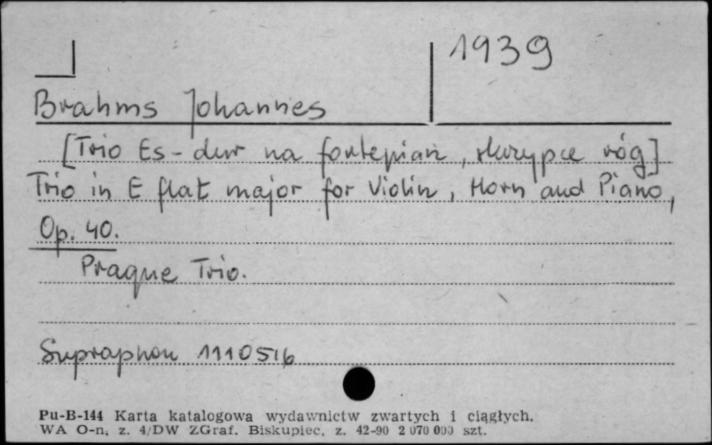 1939
Brahms Johannes
[Trio Es-dur na fortepian, skrzypce róg]
Trio in E flat major for Violin, Horn and Piano,
Op. 40.
Prague Trio.
Supraphon 1110516
Pu-B-144 Karta katalogowa wydawnictw zwartych i ciągłych.
WA O-n, z. 4/DW ZGraf. Biskupiec, z. 42-90 2 070 000 szt.